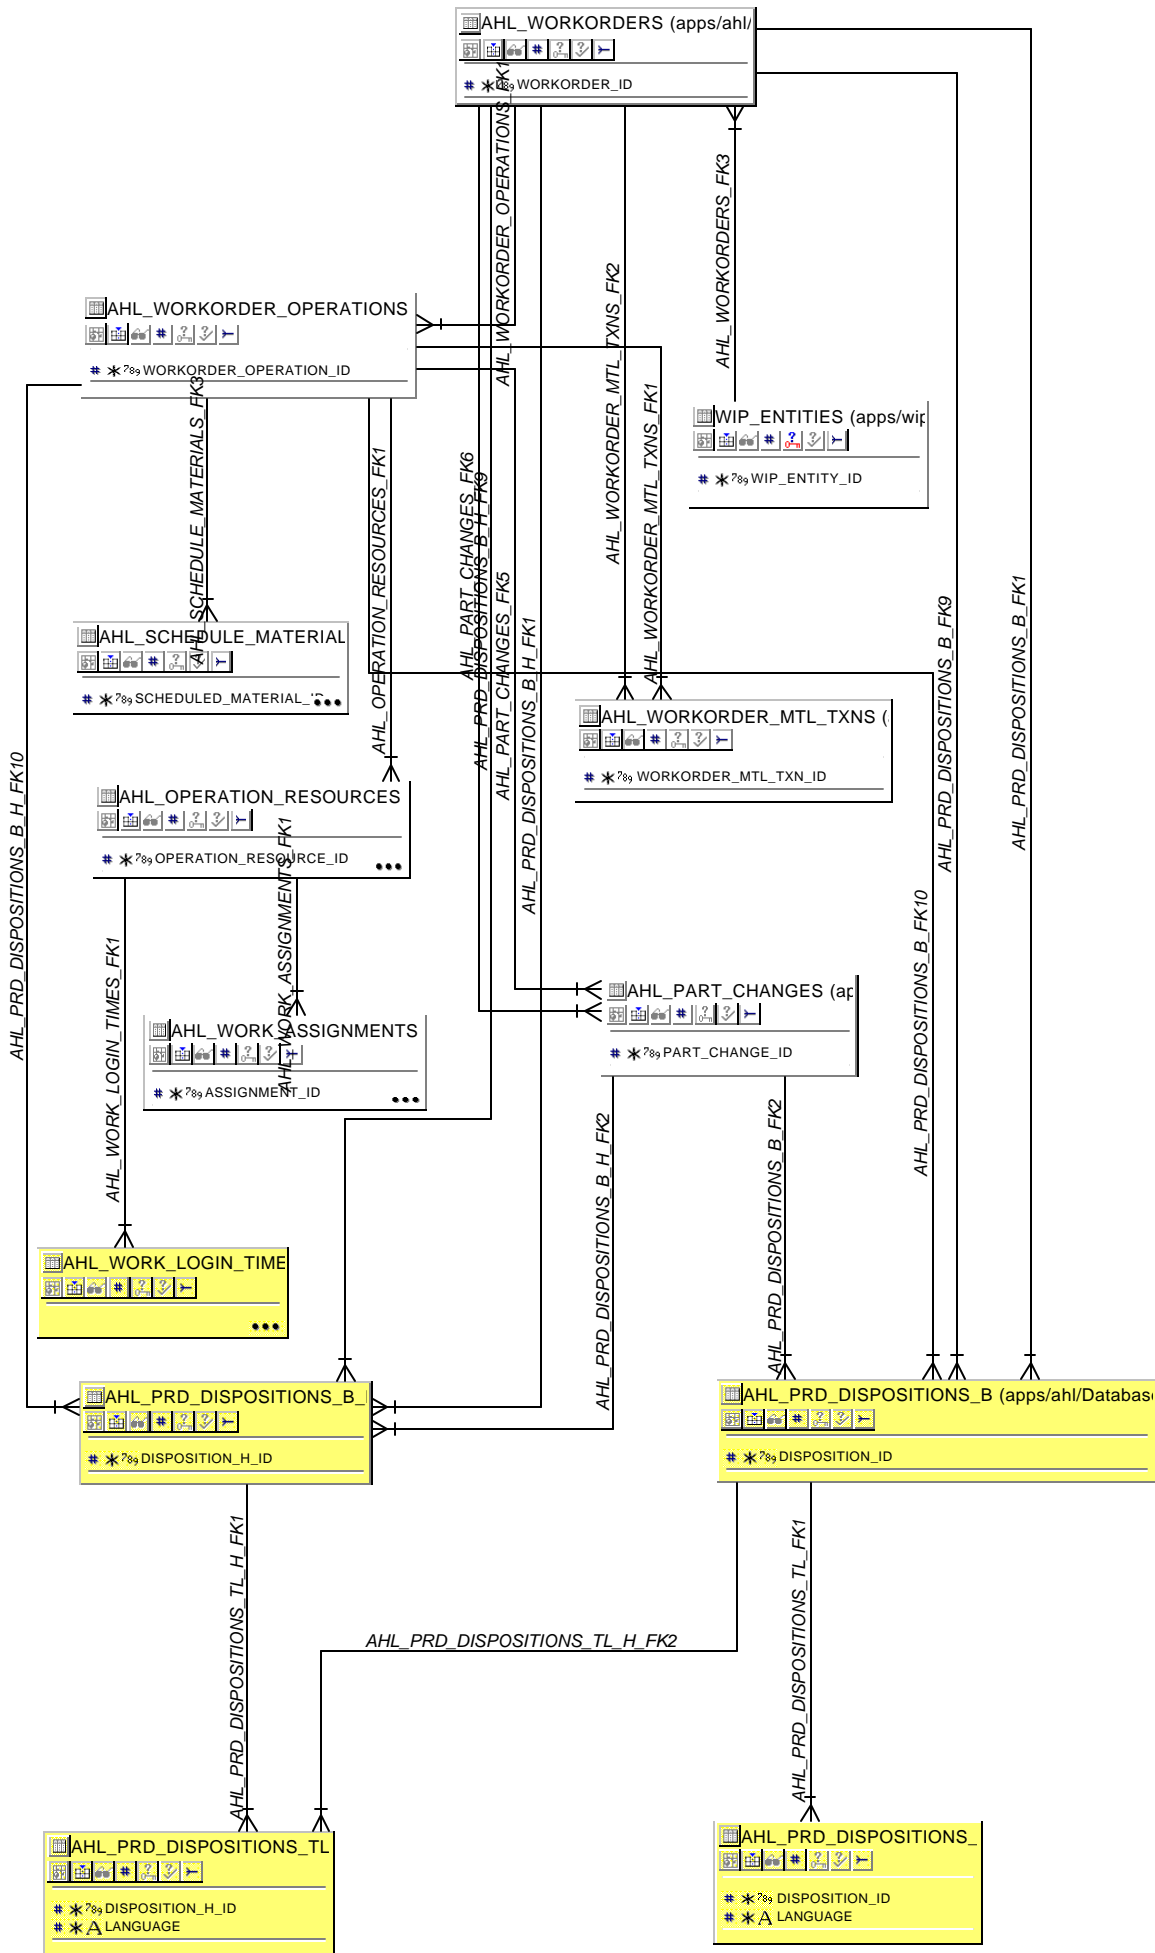 AHL_WORKORDERS (apps/ahl/
WORKORDER_ID
AHL_WORKORDER_OPERATIONS_FK1
AHL_WORKORDERS_FK3
AHL_WORKORDER_OPERATIONS
WORKORDER_OPERATION_ID
AHL_WORKORDER_MTL_TXNS_FK2
AHL_WORKORDER_MTL_TXNS_FK1
WIP_ENTITIES (apps/wip
WIP_ENTITY_ID
AHL_SCHEDULE_MATERIALS_FK3
AHL_OPERATION_RESOURCES_FK1
AHL_PART_CHANGES_FK6
AHL_PRD_DISPOSITIONS_B_H_FK9
AHL_PART_CHANGES_FK5
AHL_PRD_DISPOSITIONS_B_H_FK1
AHL_PRD_DISPOSITIONS_B_FK9
AHL_PRD_DISPOSITIONS_B_FK1
AHL_SCHEDULE_MATERIAL
SCHEDULED_MATERIAL_ID
AHL_WORKORDER_MTL_TXNS (
WORKORDER_MTL_TXN_ID
AHL_PRD_DISPOSITIONS_B_H_FK10
AHL_OPERATION_RESOURCES
OPERATION_RESOURCE_ID
AHL_WORK_ASSIGNMENTS_FK1
AHL_WORK_LOGIN_TIMES_FK1
AHL_PRD_DISPOSITIONS_B_FK10
AHL_PART_CHANGES (ap
PART_CHANGE_ID
AHL_WORK_ASSIGNMENTS
ASSIGNMENT_ID
AHL_PRD_DISPOSITIONS_B_H_FK2
AHL_PRD_DISPOSITIONS_B_FK2
AHL_WORK_LOGIN_TIME
AHL_PRD_DISPOSITIONS_B_
DISPOSITION_H_ID
AHL_PRD_DISPOSITIONS_B (apps/ahl/Database
DISPOSITION_ID
AHL_PRD_DISPOSITIONS_TL_H_FK1
AHL_PRD_DISPOSITIONS_TL_H_FK2
AHL_PRD_DISPOSITIONS_TL_FK1
AHL_PRD_DISPOSITIONS_TL
DISPOSITION_H_ID
LANGUAGE
AHL_PRD_DISPOSITIONS_
DISPOSITION_ID
LANGUAGE